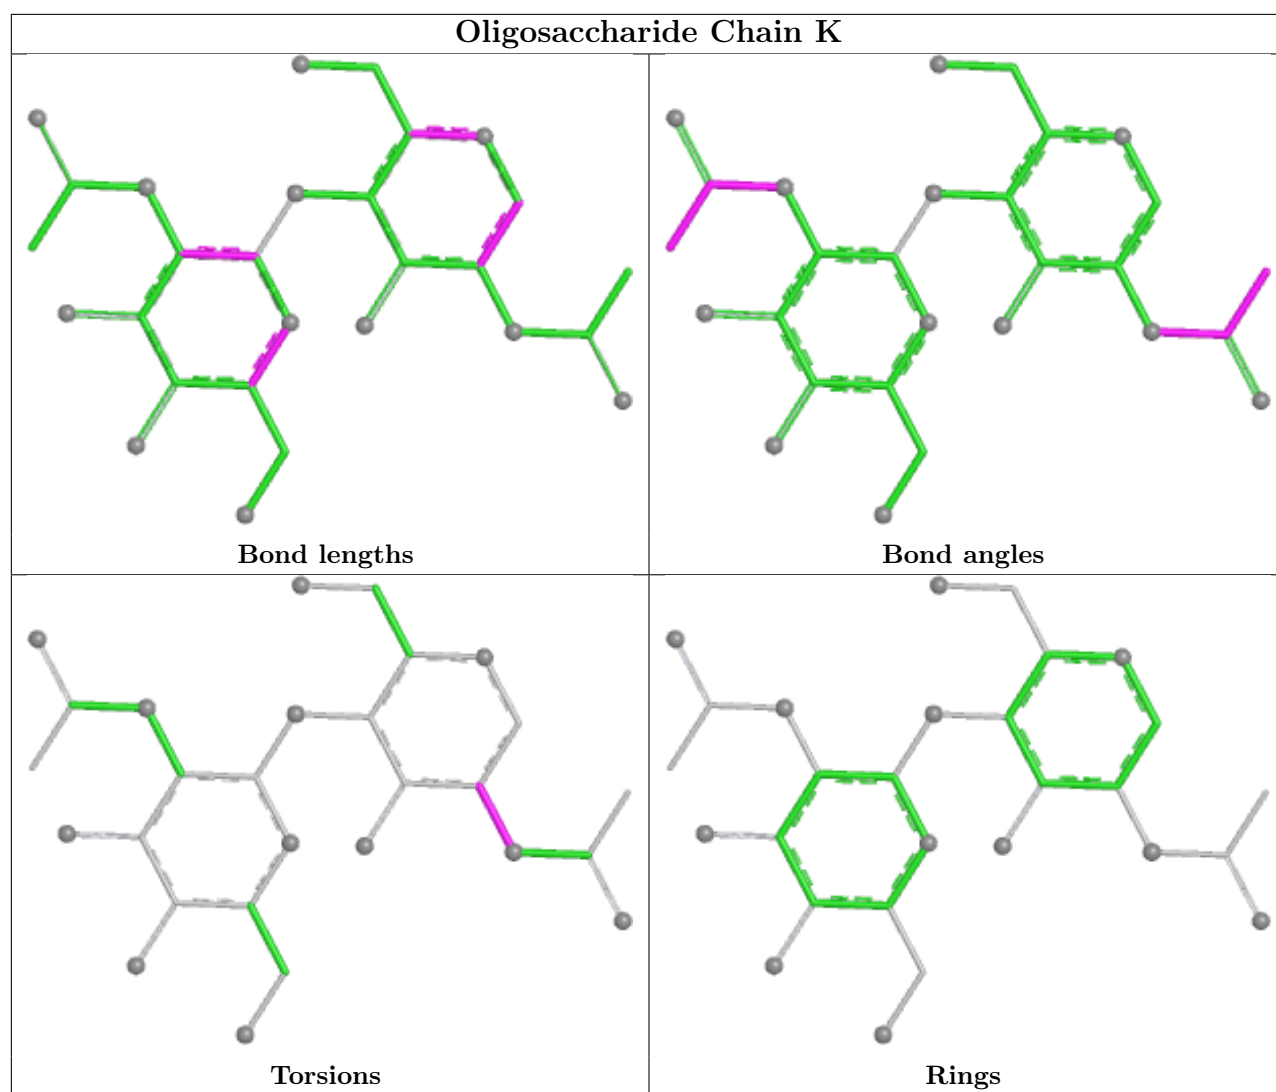 Oligosaccharide Chain K
Bond lengths
Bond angles
Torsions
Rings